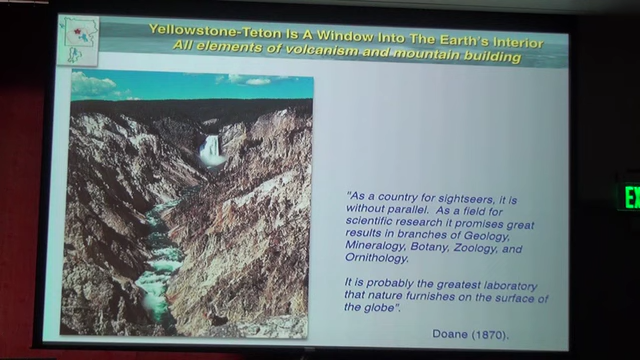 Yellowstone-Teton Is A Window Into The Earth's Interior
All elements of volcanism and mountain building
"As a country for sightseers, it is
without parallel. As a field for
scientific research it promises great
results in branches of Geology,
Mineralogy, Botany, Zoology, and
Ornithology.
It is probably the greatest laboratory
that nature furnishes on the surface of
the globe".
Doane (1870).
EX